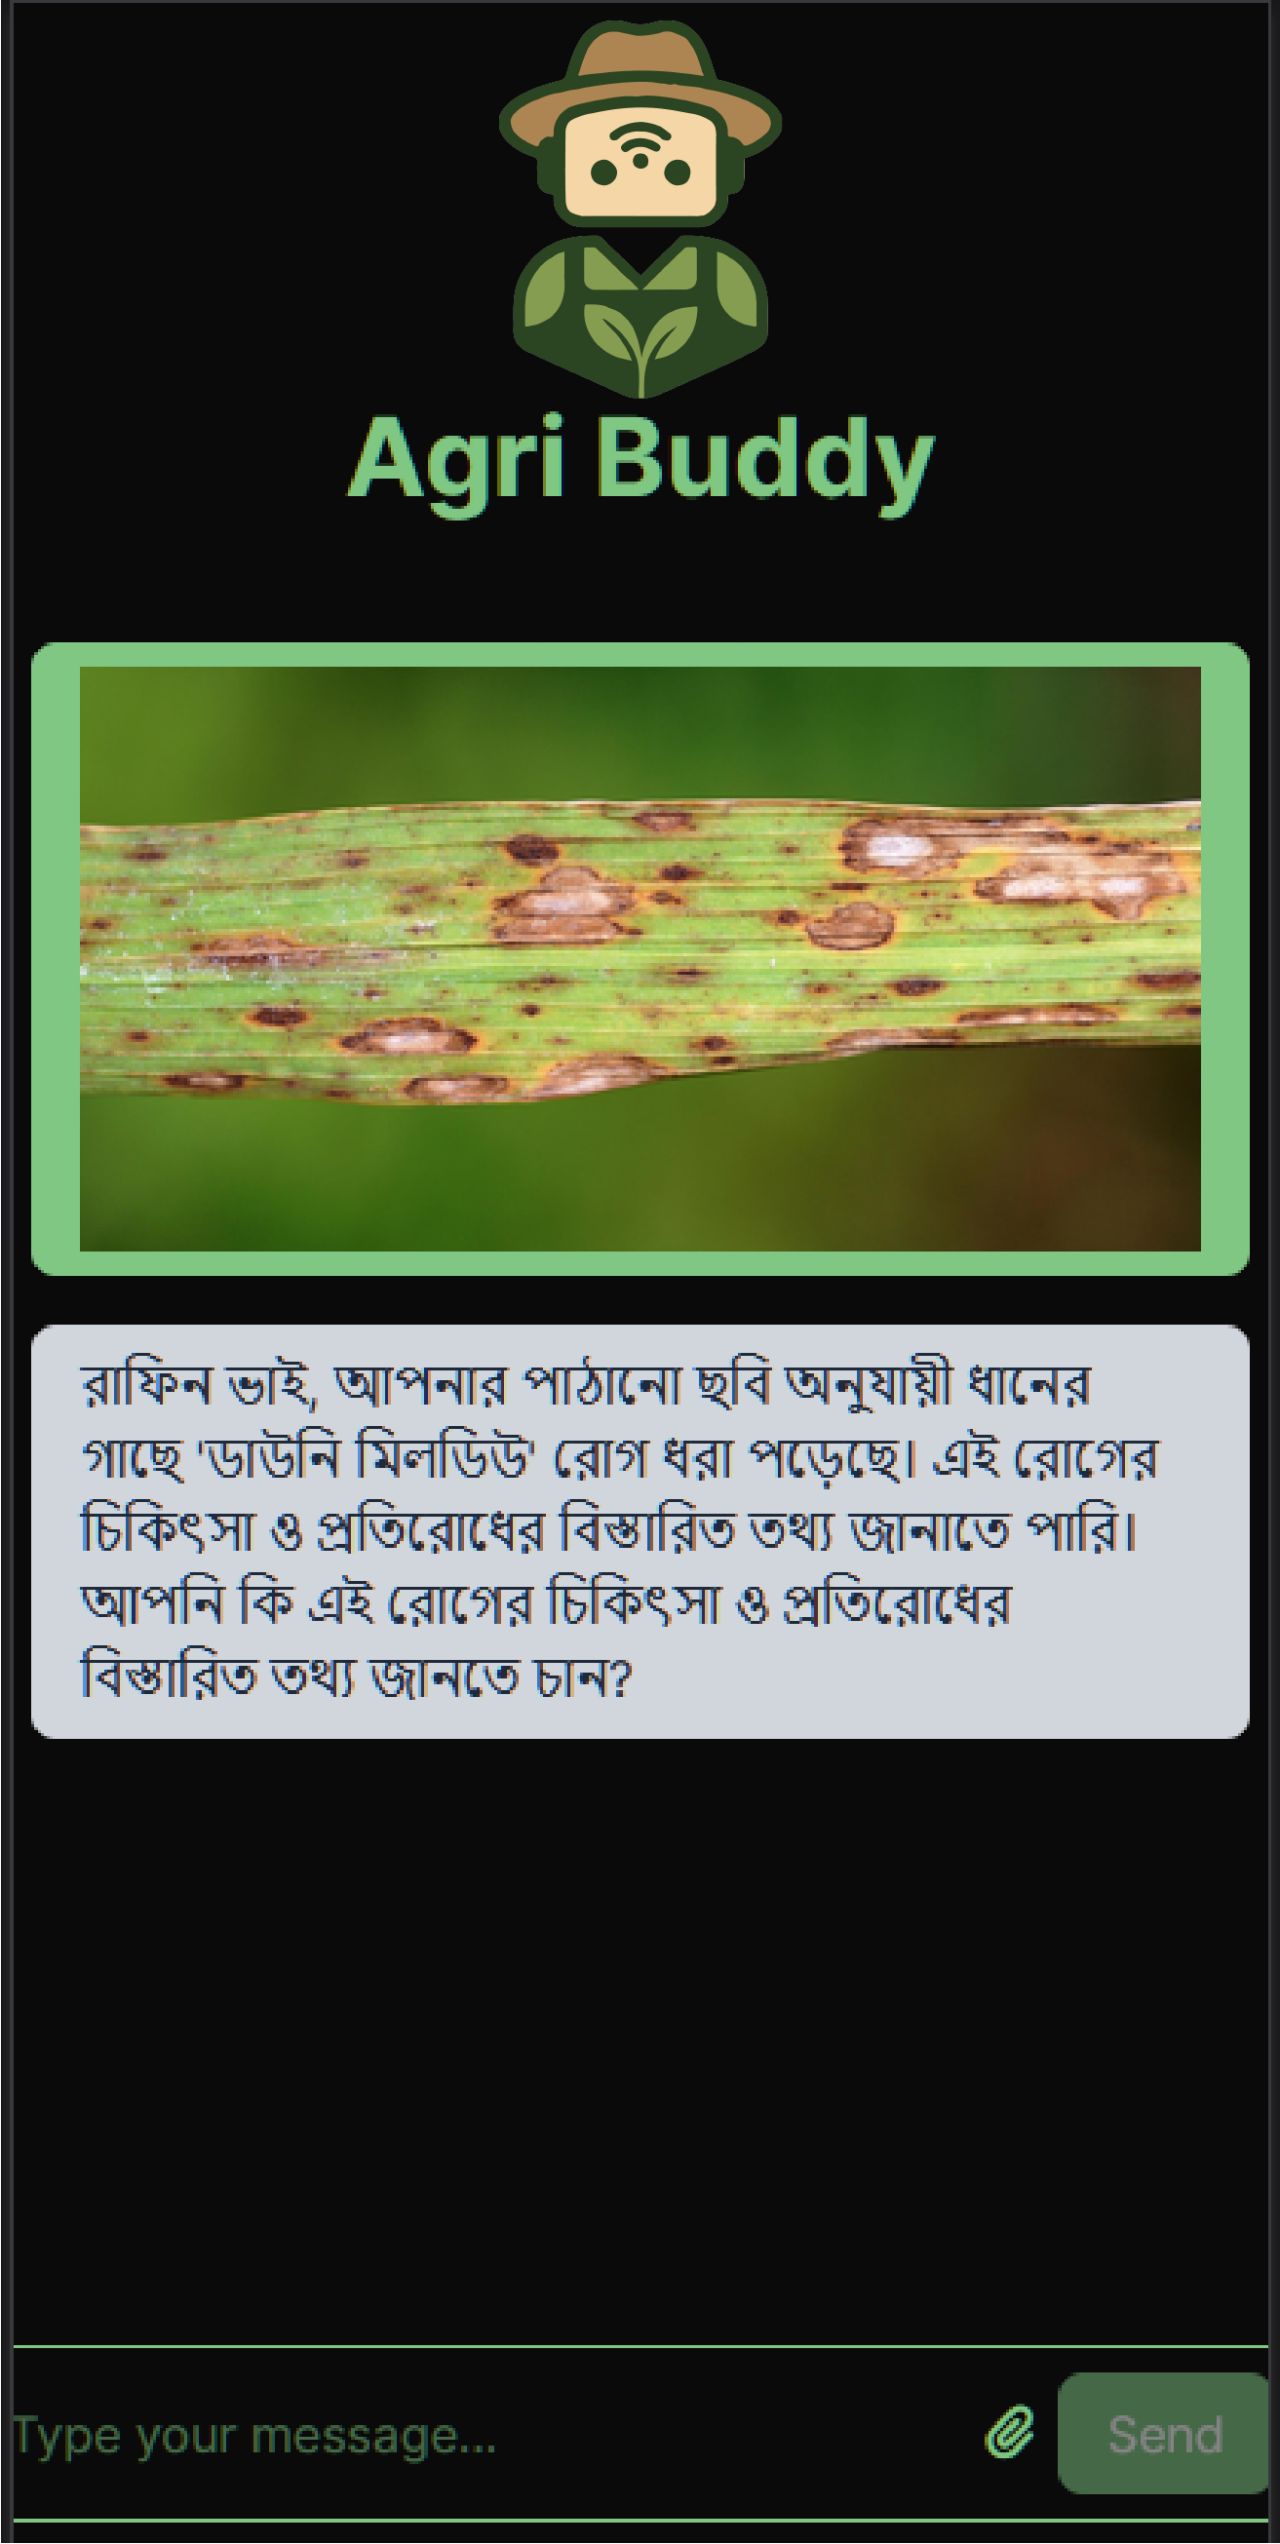 Agri Buddy
রাফিন ভাই, আপনার পাঠানো ছবি অনুযায়ী ধানের
গাছে 'ডাউনি মিলডিউ' রোগ ধরা পড়েছে। এই রোগের
চিকিৎসা ও প্রতিরোধের বিস্তারিত তথ্য জানাতে পারি।
আপনি কি এই রোগের চিকিৎসা ও প্রতিরোধের
বিস্তারিত তথ্য জানতে চান?
Type your message...
Send